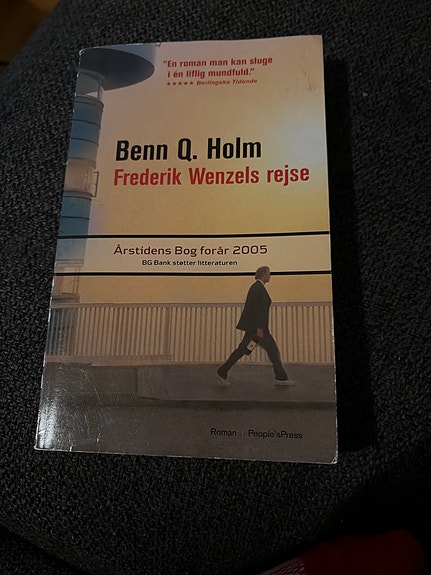 "En roman man kan sluge
i én liflig mundfuld."
★★★★★ Berlingske Tidende
Benn Q. Holm
Frederik Wenzels rejse
Årstidens Bog forår 2005
BG Bank støtter litteraturen
Roman People'sPress